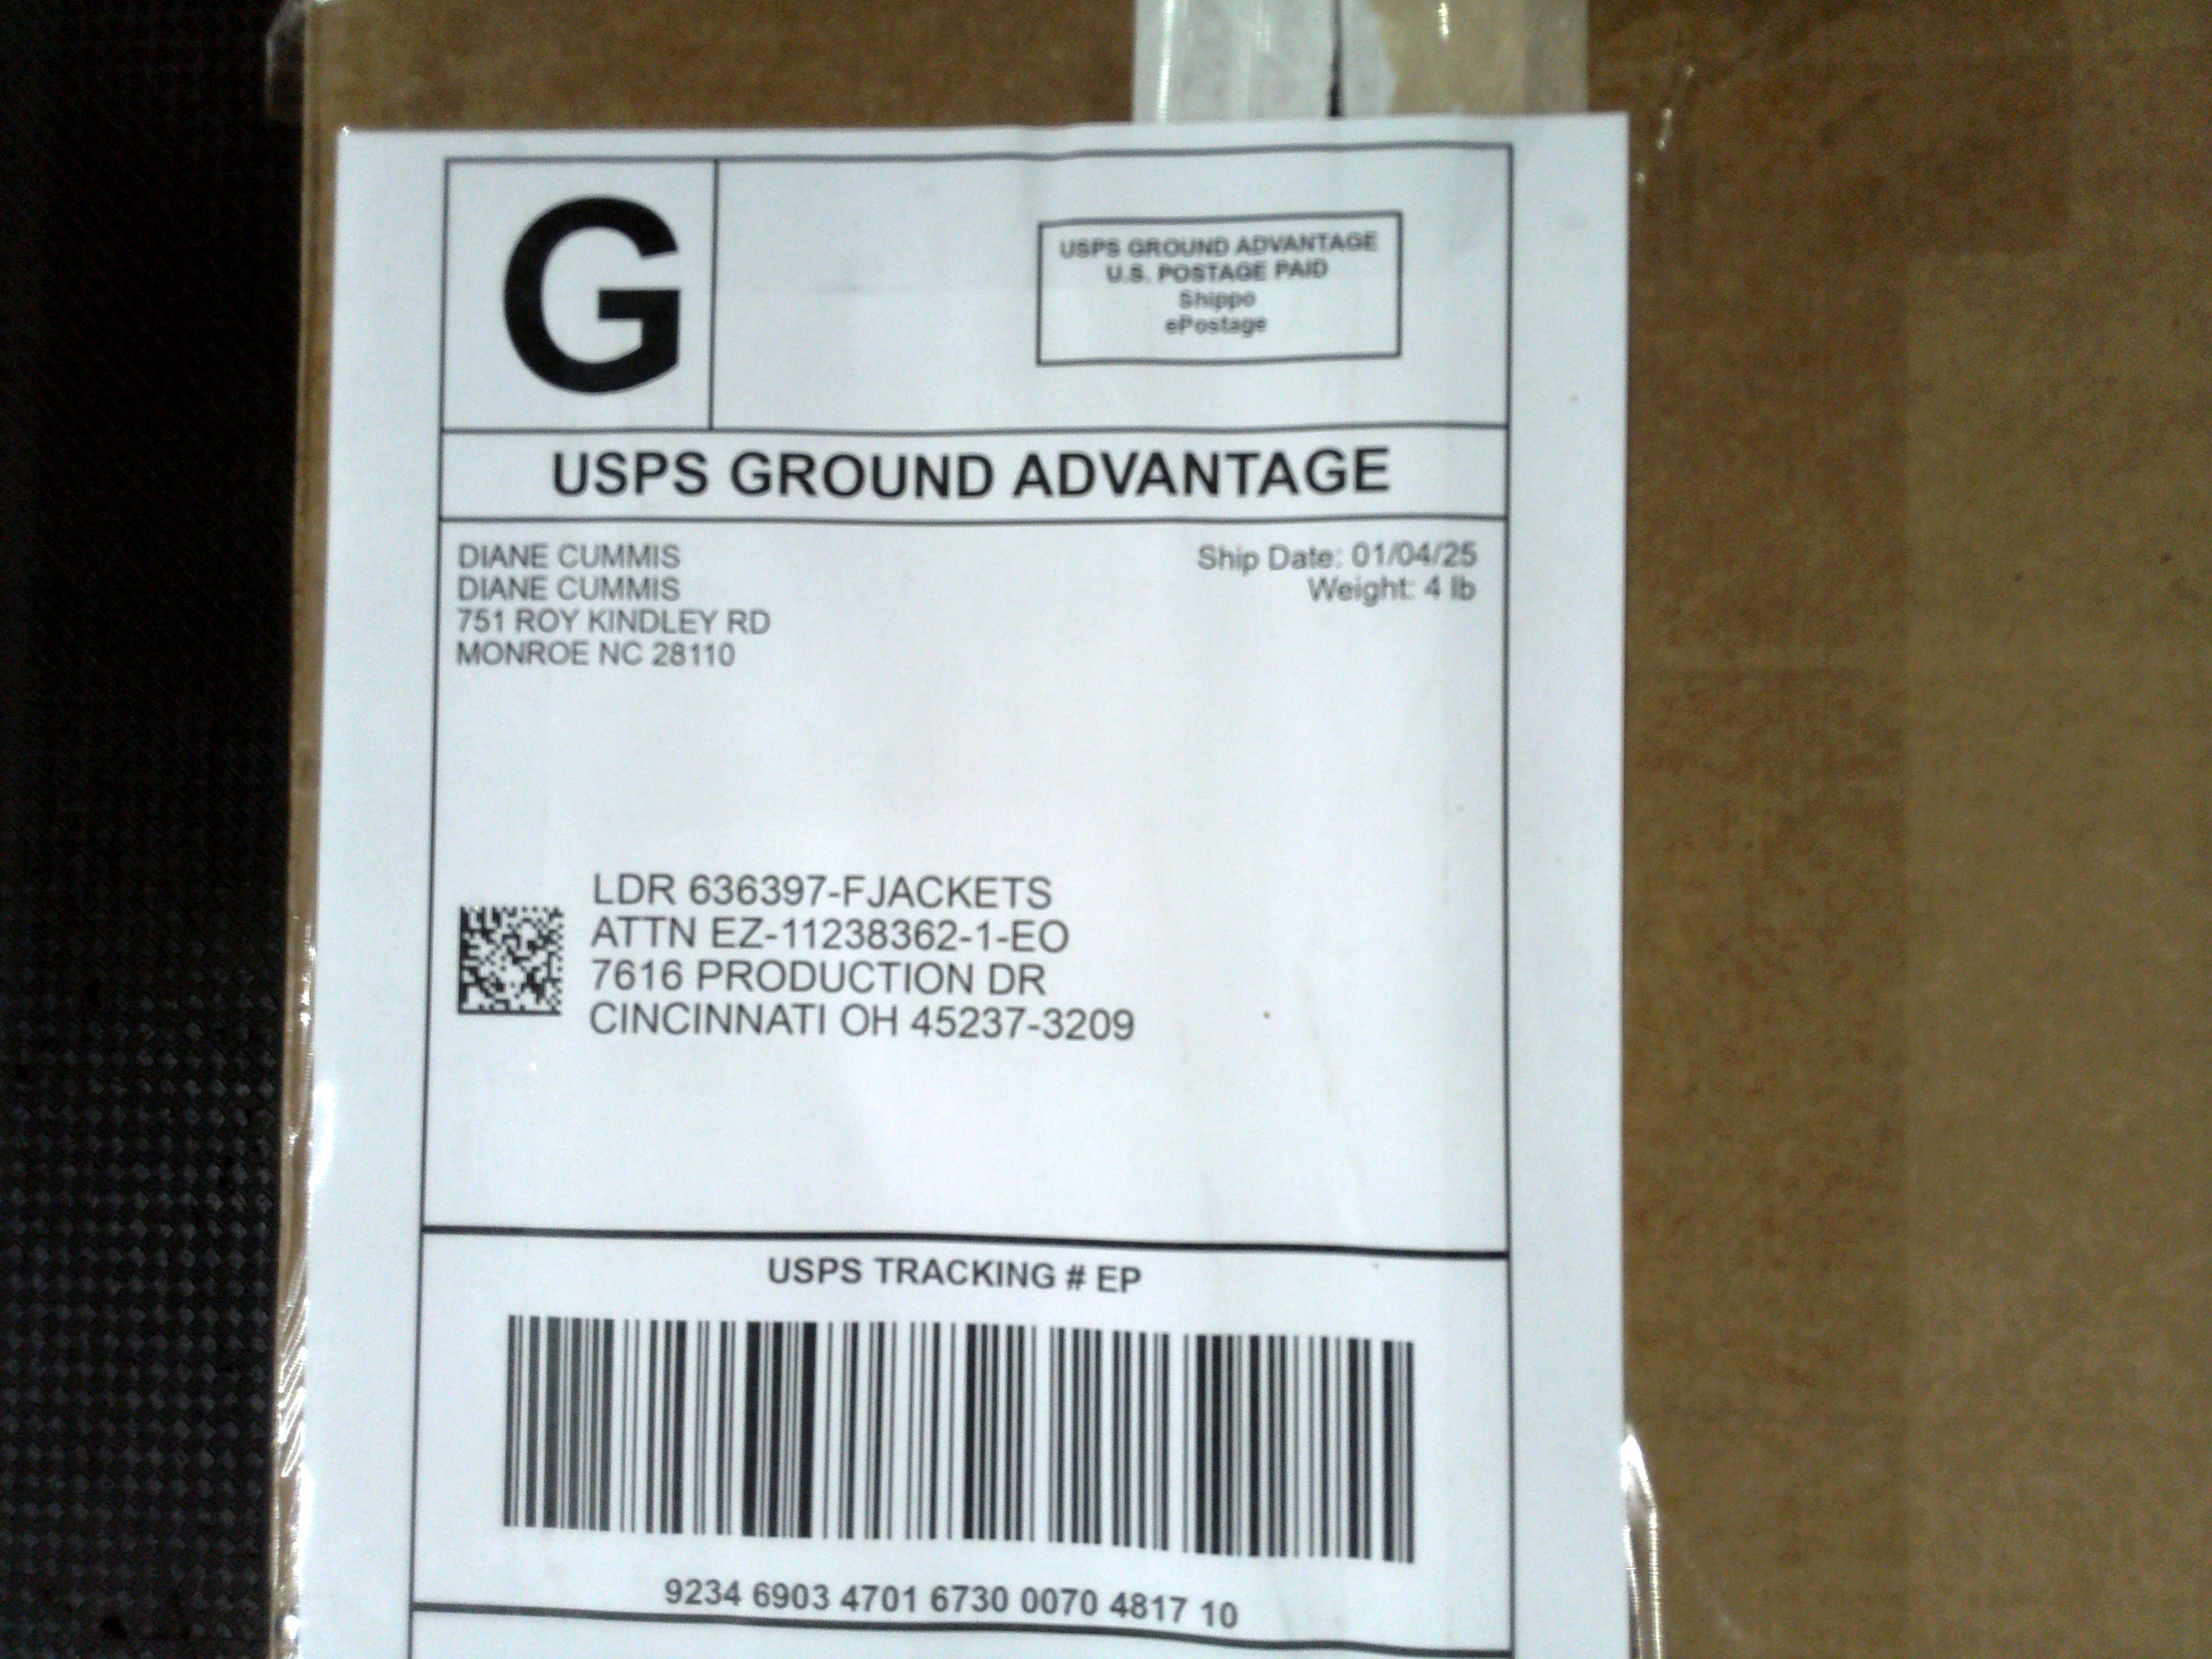 G
USPS GROUND ADVANTAGE
U.S. POSTAGE PAID
Shippo
ePostage
USPS GROUND ADVANTAGE
DIANE CUMMIS
DIANE CUMMIS
751 ROY KINDLEY RD
MONROE NC 28110
Ship Date: 01/04/25
Weight: 4 lb
LDR 636397-FJACKETS
ATTN EZ-11238362-1-EO
7616 PRODUCTION DR
CINCINNATI OH 45237-3209
USPS TRACKING # EP
9234 6903 4701 6730 0070 4817 10